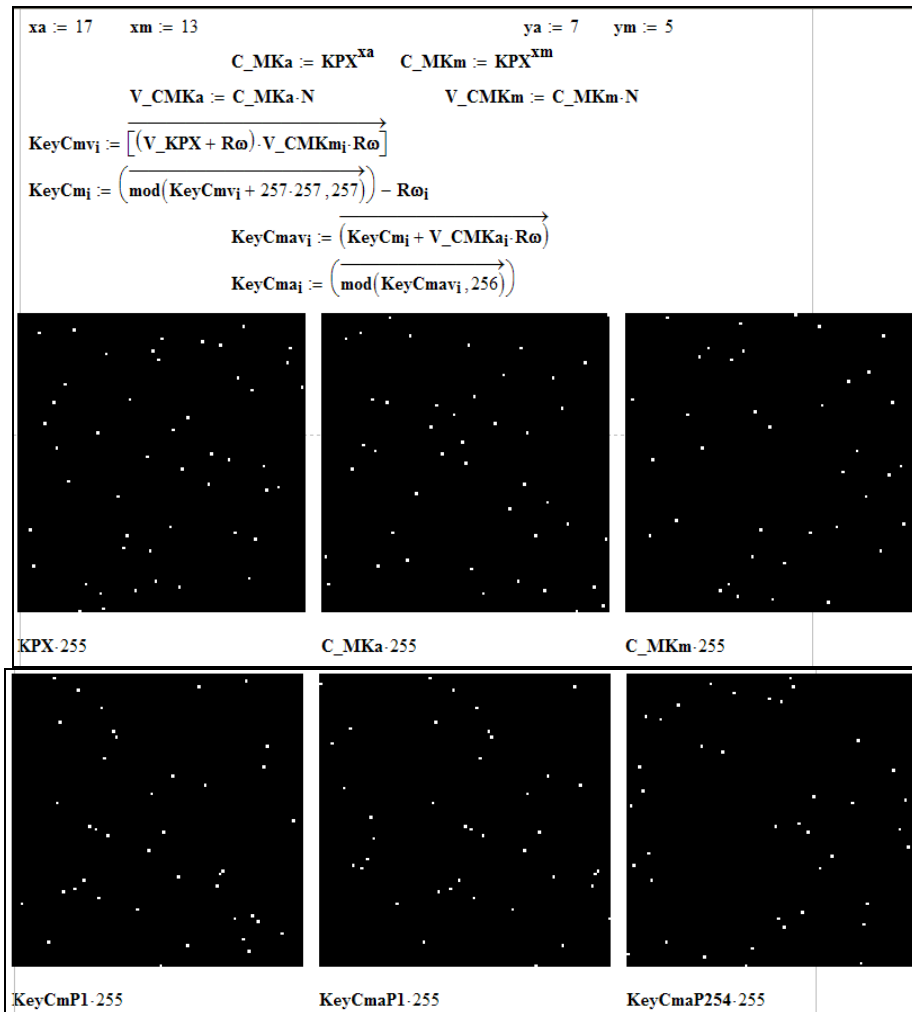 xa := 17 xm := 13 ya := 7 ym := 5
C_MKa := KPX^xa C_MKm := KPX^xm
V_CMKa := C_MKa·N V_CMKm := C_MKm·N
KeyCmv_i := [(V_KPX + Rω)·V_CMKm_i·Rω]
KeyCm_i := (mod(KeyCmv_i + 257·257, 257)) − Rω_i
KeyCmav_i := (KeyCm_i + V_CMKa_i·Rω)
KeyCma_i := (mod(KeyCmav_i, 256))
KPX·255 C_MKa·255 C_MKm·255
KeyCmP1·255 KeyCmaP1·255 KeyCmaP254·255